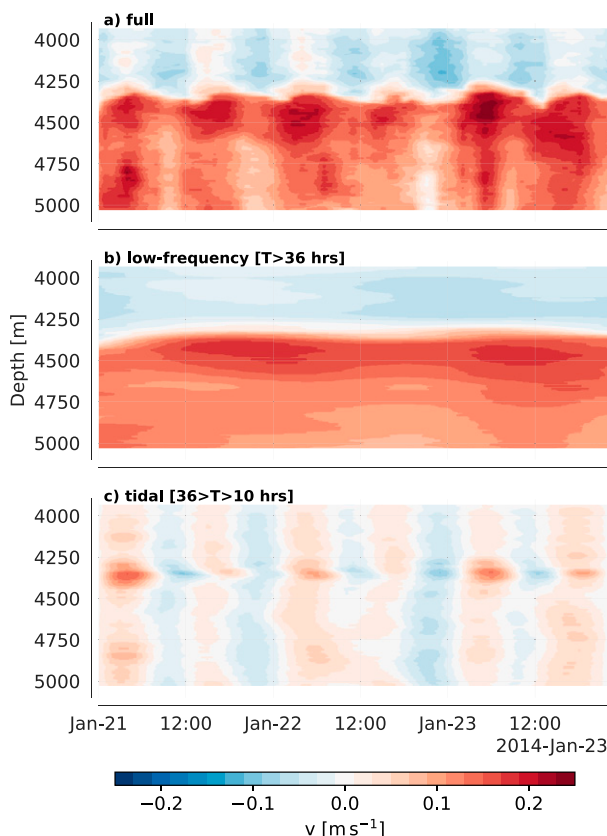 a) full
4000
4250
4500
4750
5000
b) low-frequency [T>36 hrs]
4000
4250
4500
4750
5000
Depth [m]
c) tidal [36>T>10 hrs]
4000
4250
4500
4750
5000
Jan-21 12:00 Jan-22 12:00 Jan-23 12:00
2014-Jan-23
−0.2 −0.1 0.0 0.1 0.2
v [m s⁻¹]